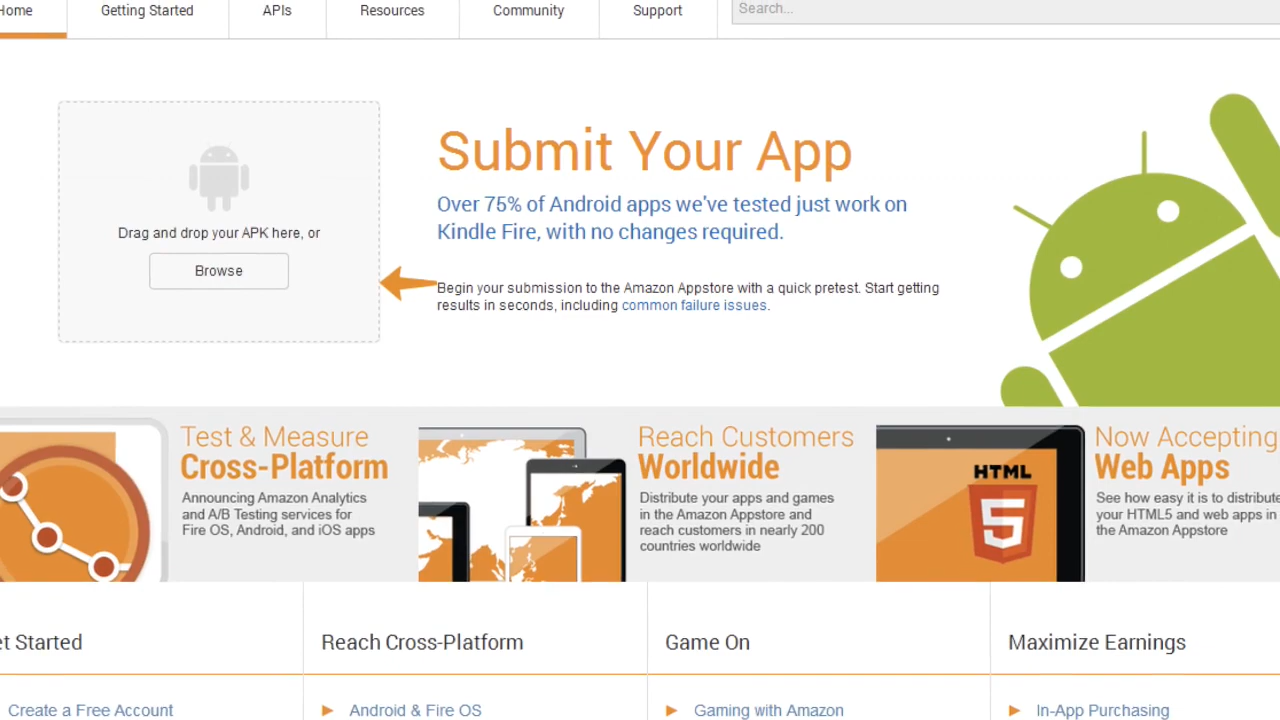 Home
Getting Started
APIs
Resources
Community
Support
Search...
Submit Your App
Over 75% of Android apps we've tested just work on
Kindle Fire, with no changes required.
Drag and drop your APK here, or
Browse
Begin your submission to the Amazon Appstore with a quick pretest. Start getting
results in seconds, including common failure issues.
Test & Measure
Cross-Platform
Announcing Amazon Analytics
and A/B Testing services for
Fire OS, Android, and iOS apps
Reach Customers
Worldwide
Distribute your apps and games
in the Amazon Appstore and
reach customers in nearly 200
countries worldwide
HTML
5
Now Accepting
Web Apps
See how easy it is to distribute
your HTML5 and web apps in
the Amazon Appstore
et Started
Reach Cross-Platform
Game On
Maximize Earnings
Create a Free Account
Android & Fire OS
Gaming with Amazon
In-App Purchasing